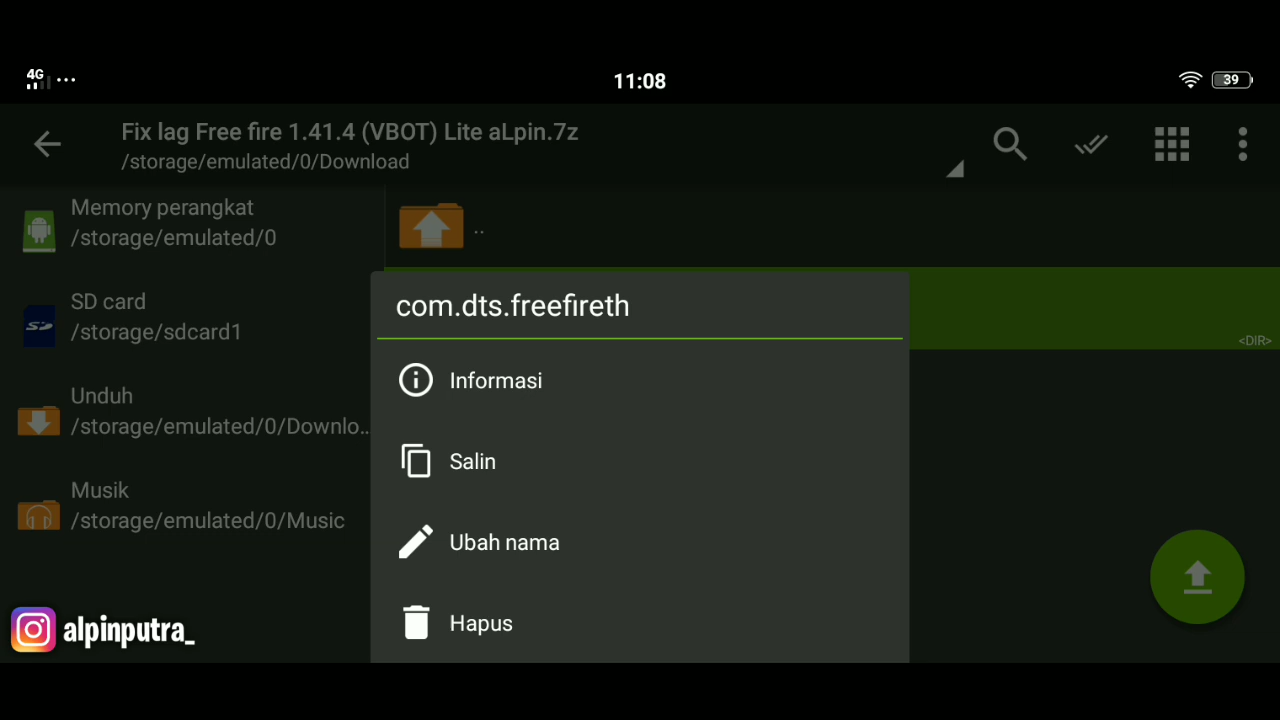 4G
11:08
39
Fix lag Free fire 1.41.4 (VBOT) Lite aLpin.7z
/storage/emulated/0/Download
Memory perangkat
/storage/emulated/0
SD card
/storage/sdcard1
Unduh
/storage/emulated/0/Downlo...
Musik
/storage/emulated/0/Music
..
<DIR>
com.dts.freefireth
Informasi
Salin
Ubah nama
Hapus
alpinputra_